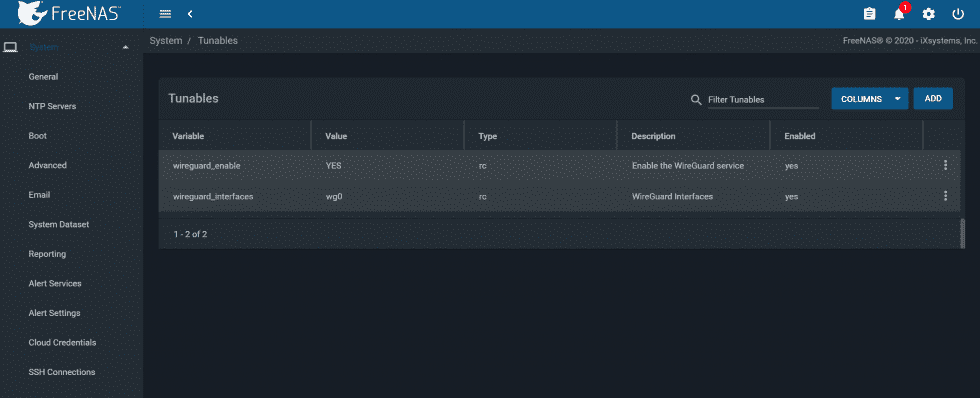 FreeNAS™
1
System / Tunables
FreeNAS® © 2020 - iXsystems, Inc.
System
General
NTP Servers
Boot
Advanced
Email
System Dataset
Reporting
Alert Services
Alert Settings
Cloud Credentials
SSH Connections
Tunables
Filter Tunables
COLUMNS
ADD
Variable Value Type Description Enabled
wireguard_enable YES rc Enable the WireGuard service yes
wireguard_interfaces wg0 rc WireGuard Interfaces yes
1 - 2 of 2